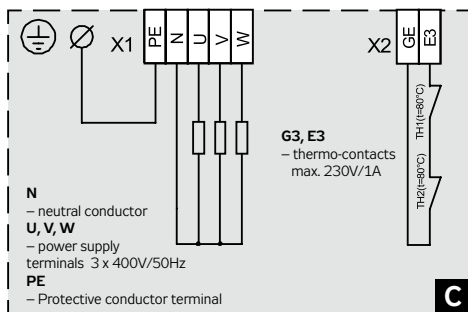 X1
PE
N
U
V
W
X2
GE
E3
TH1(t=80°C)
TH2(t=80°C)
G3, E3
– thermo-contacts
max. 230V/1A
N
– neutral conductor
U, V, W
– power supply
terminals 3 x 400V/50Hz
PE
– Protective conductor terminal
C